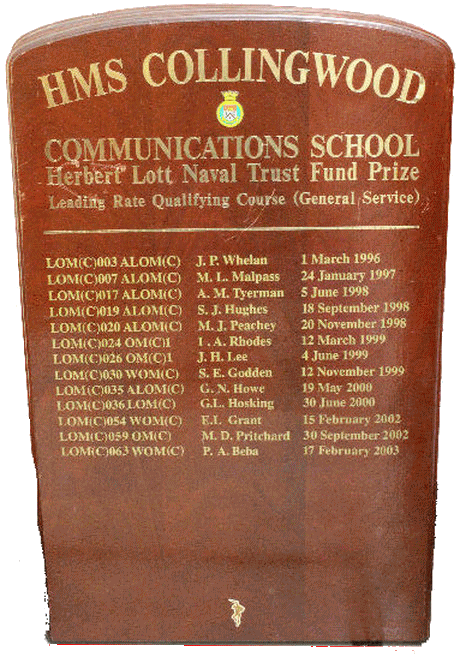 HMS COLLINGWOOD
COMMUNICATIONS SCHOOL
Herbert Lott Naval Trust Fund Prize
Leading Rate Qualifying Course (General Service)
LOM(C)003 ALOM(C) J. P. Whelan 1 March 1996
LOM(C)007 ALOM(C) M. L. Malpass 24 January 1997
LOM(C)017 ALOM(C) A. M. Tyerman 5 June 1998
LOM(C)019 ALOM(C) S. J. Hughes 18 September 1998
LOM(C)020 ALOM(C) M. J. Peachey 20 November 1998
LOM(C)024 OM(C)1 I. A. Rhodes 12 March 1999
LOM(C)026 OM(C)1 J. H. Lee 4 June 1999
LOM(C)030 WOM(C) S. E. Godden 12 November 1999
LOM(C)035 ALOM(C) G. N. Howe 19 May 2000
LOM(C)036 LOM(C) G.L. Hosking 30 June 2000
LOM(C)054 WOM(C) E.L. Grant 15 February 2002
LOM(C)059 OM(C) M. D. Pritchard 30 September 2002
LOM(C)063 WOM(C) P. A. Beba 17 February 2003